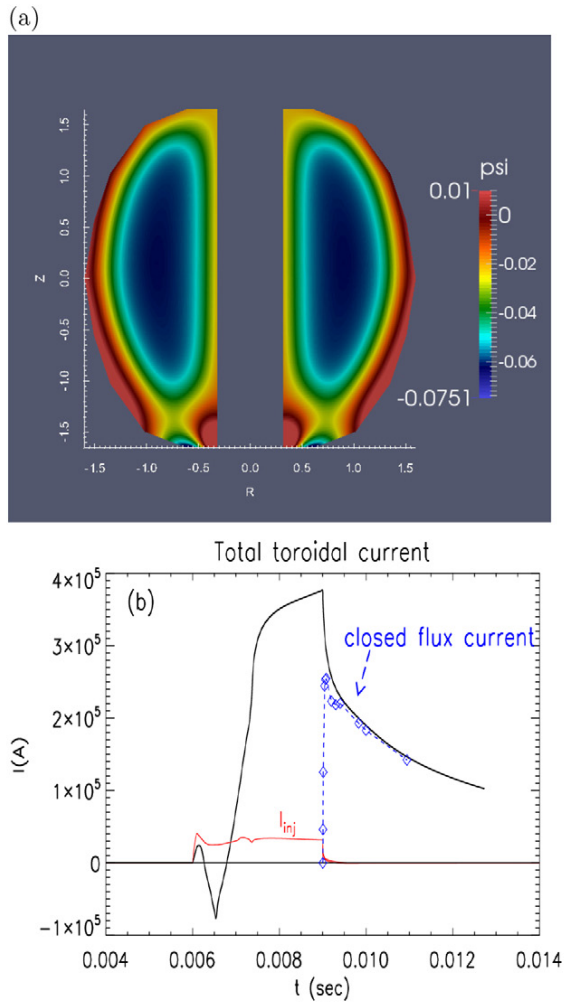 (a)
psi
0.01
0
-0.02
-0.04
-0.06
-0.0751
Z
1.5
1.0
0.5
0.0
-0.5
-1.0
-1.5
-1.5 -1.0 -0.5 0.0 0.5 1.0 1.5
R
Total toroidal current
(b)
closed flux current
I_inj
I(A)
4×10⁵
3×10⁵
2×10⁵
1×10⁵
0
-1×10⁵
0.004 0.006 0.008 0.010 0.012 0.014
t (sec)